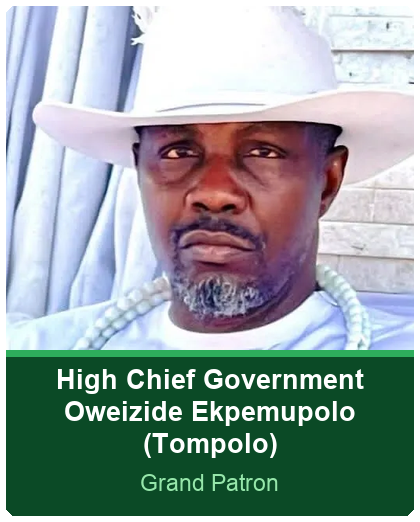 High Chief Government
Oweizide Ekpemupolo
(Tompolo)
Grand Patron